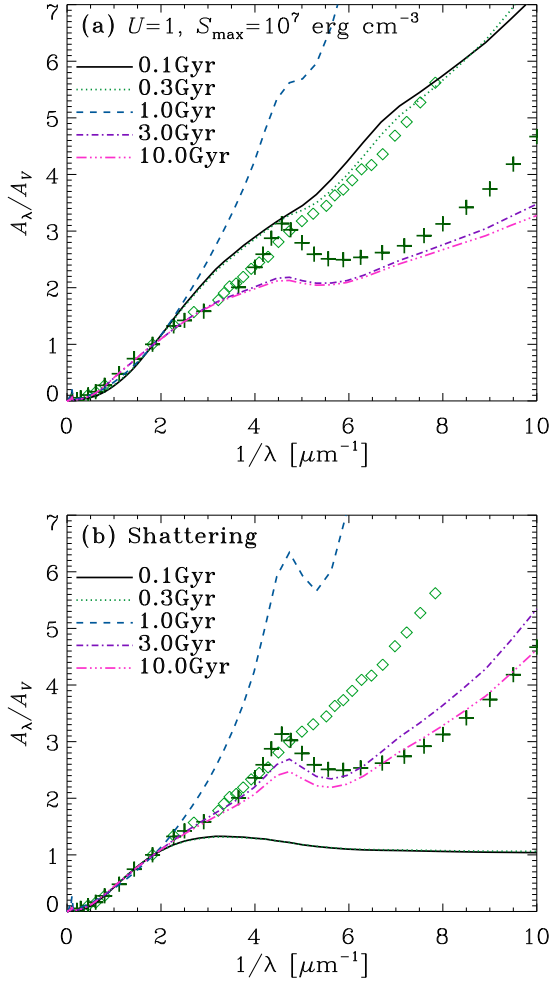 (a) U=1, S_max=10^7 erg cm^-3
0.1Gyr
0.3Gyr
1.0Gyr
3.0Gyr
10.0Gyr
A_λ/A_V
7
6
5
4
3
2
1
0
0 2 4 6 8 10
1/λ [μm^-1]
(b) Shattering
0.1Gyr
0.3Gyr
1.0Gyr
3.0Gyr
10.0Gyr
A_λ/A_V
7
6
5
4
3
2
1
0
0 2 4 6 8 10
1/λ [μm^-1]